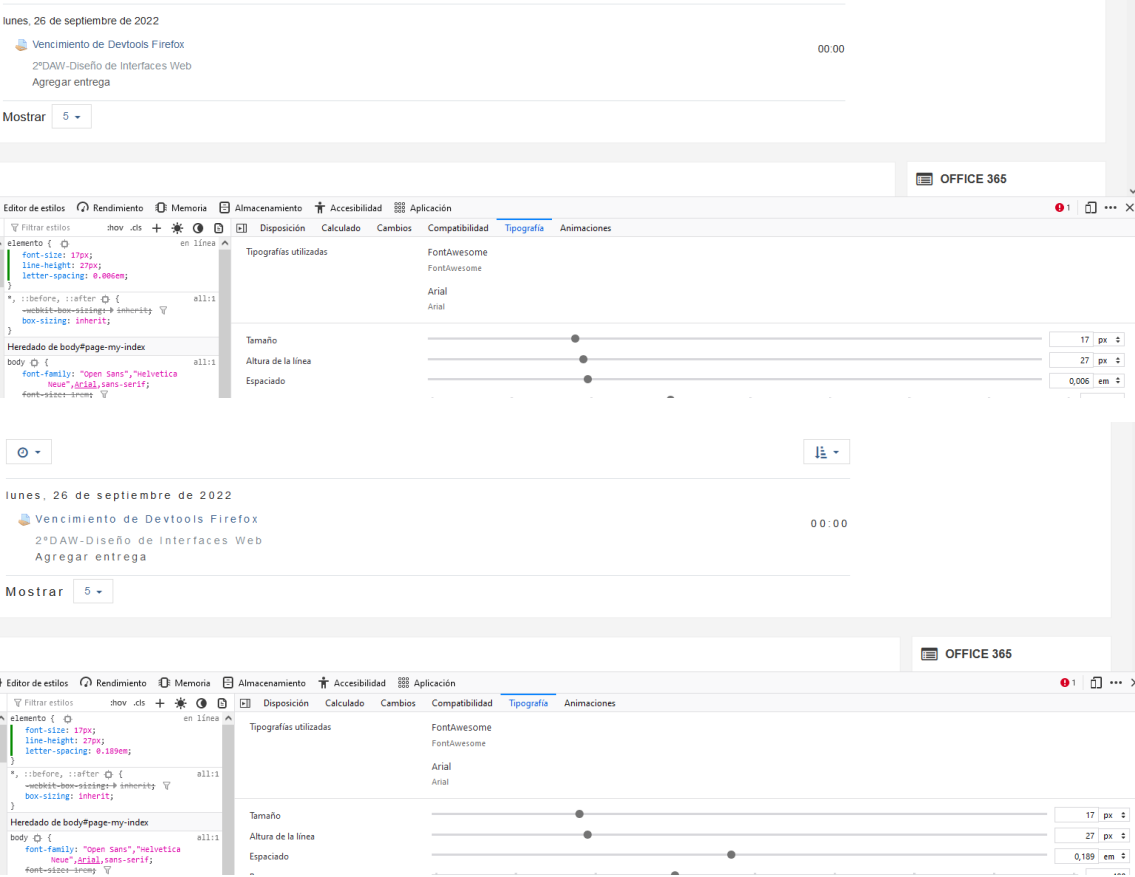 lunes, 26 de septiembre de 2022
Vencimiento de Devtools Firefox
00:00
2ºDAW-Diseño de Interfaces Web
Agregar entrega
Mostrar 5
OFFICE 365
Editor de estilos Rendimiento Memoria Almacenamiento Accesibilidad Aplicación 1
Filtrar estilos :hov .cls Disposición Calculado Cambios Compatibilidad Tipografía Animaciones
elemento { en línea
font-size: 17px;
line-height: 27px;
letter-spacing: 0.006em;
}
*, ::before, ::after { all:1
-webkit-box-sizing: inherit;
box-sizing: inherit;
}
Heredado de body#page-my-index
body { all:1
font-family: "Open Sans","Helvetica
Neue",Arial,sans-serif;
font-size: 1rem;
Tipografías utilizadas FontAwesome
FontAwesome
Arial
Arial
Tamaño 17 px
Altura de la línea 27 px
Espaciado 0,006 em
lunes, 26 de septiembre de 2022
Vencimiento de Devtools Firefox
00:00
2ºDAW-Diseño de Interfaces Web
Agregar entrega
Mostrar 5
OFFICE 365
Editor de estilos Rendimiento Memoria Almacenamiento Accesibilidad Aplicación 1
Filtrar estilos :hov .cls Disposición Calculado Cambios Compatibilidad Tipografía Animaciones
elemento { en línea
font-size: 17px;
line-height: 27px;
letter-spacing: 0.189em;
}
*, ::before, ::after { all:1
-webkit-box-sizing: inherit;
box-sizing: inherit;
}
Heredado de body#page-my-index
body { all:1
font-family: "Open Sans","Helvetica
Neue",Arial,sans-serif;
font-size: 1rem;
Tipografías utilizadas FontAwesome
FontAwesome
Arial
Arial
Tamaño 17 px
Altura de la línea 27 px
Espaciado 0,189 em